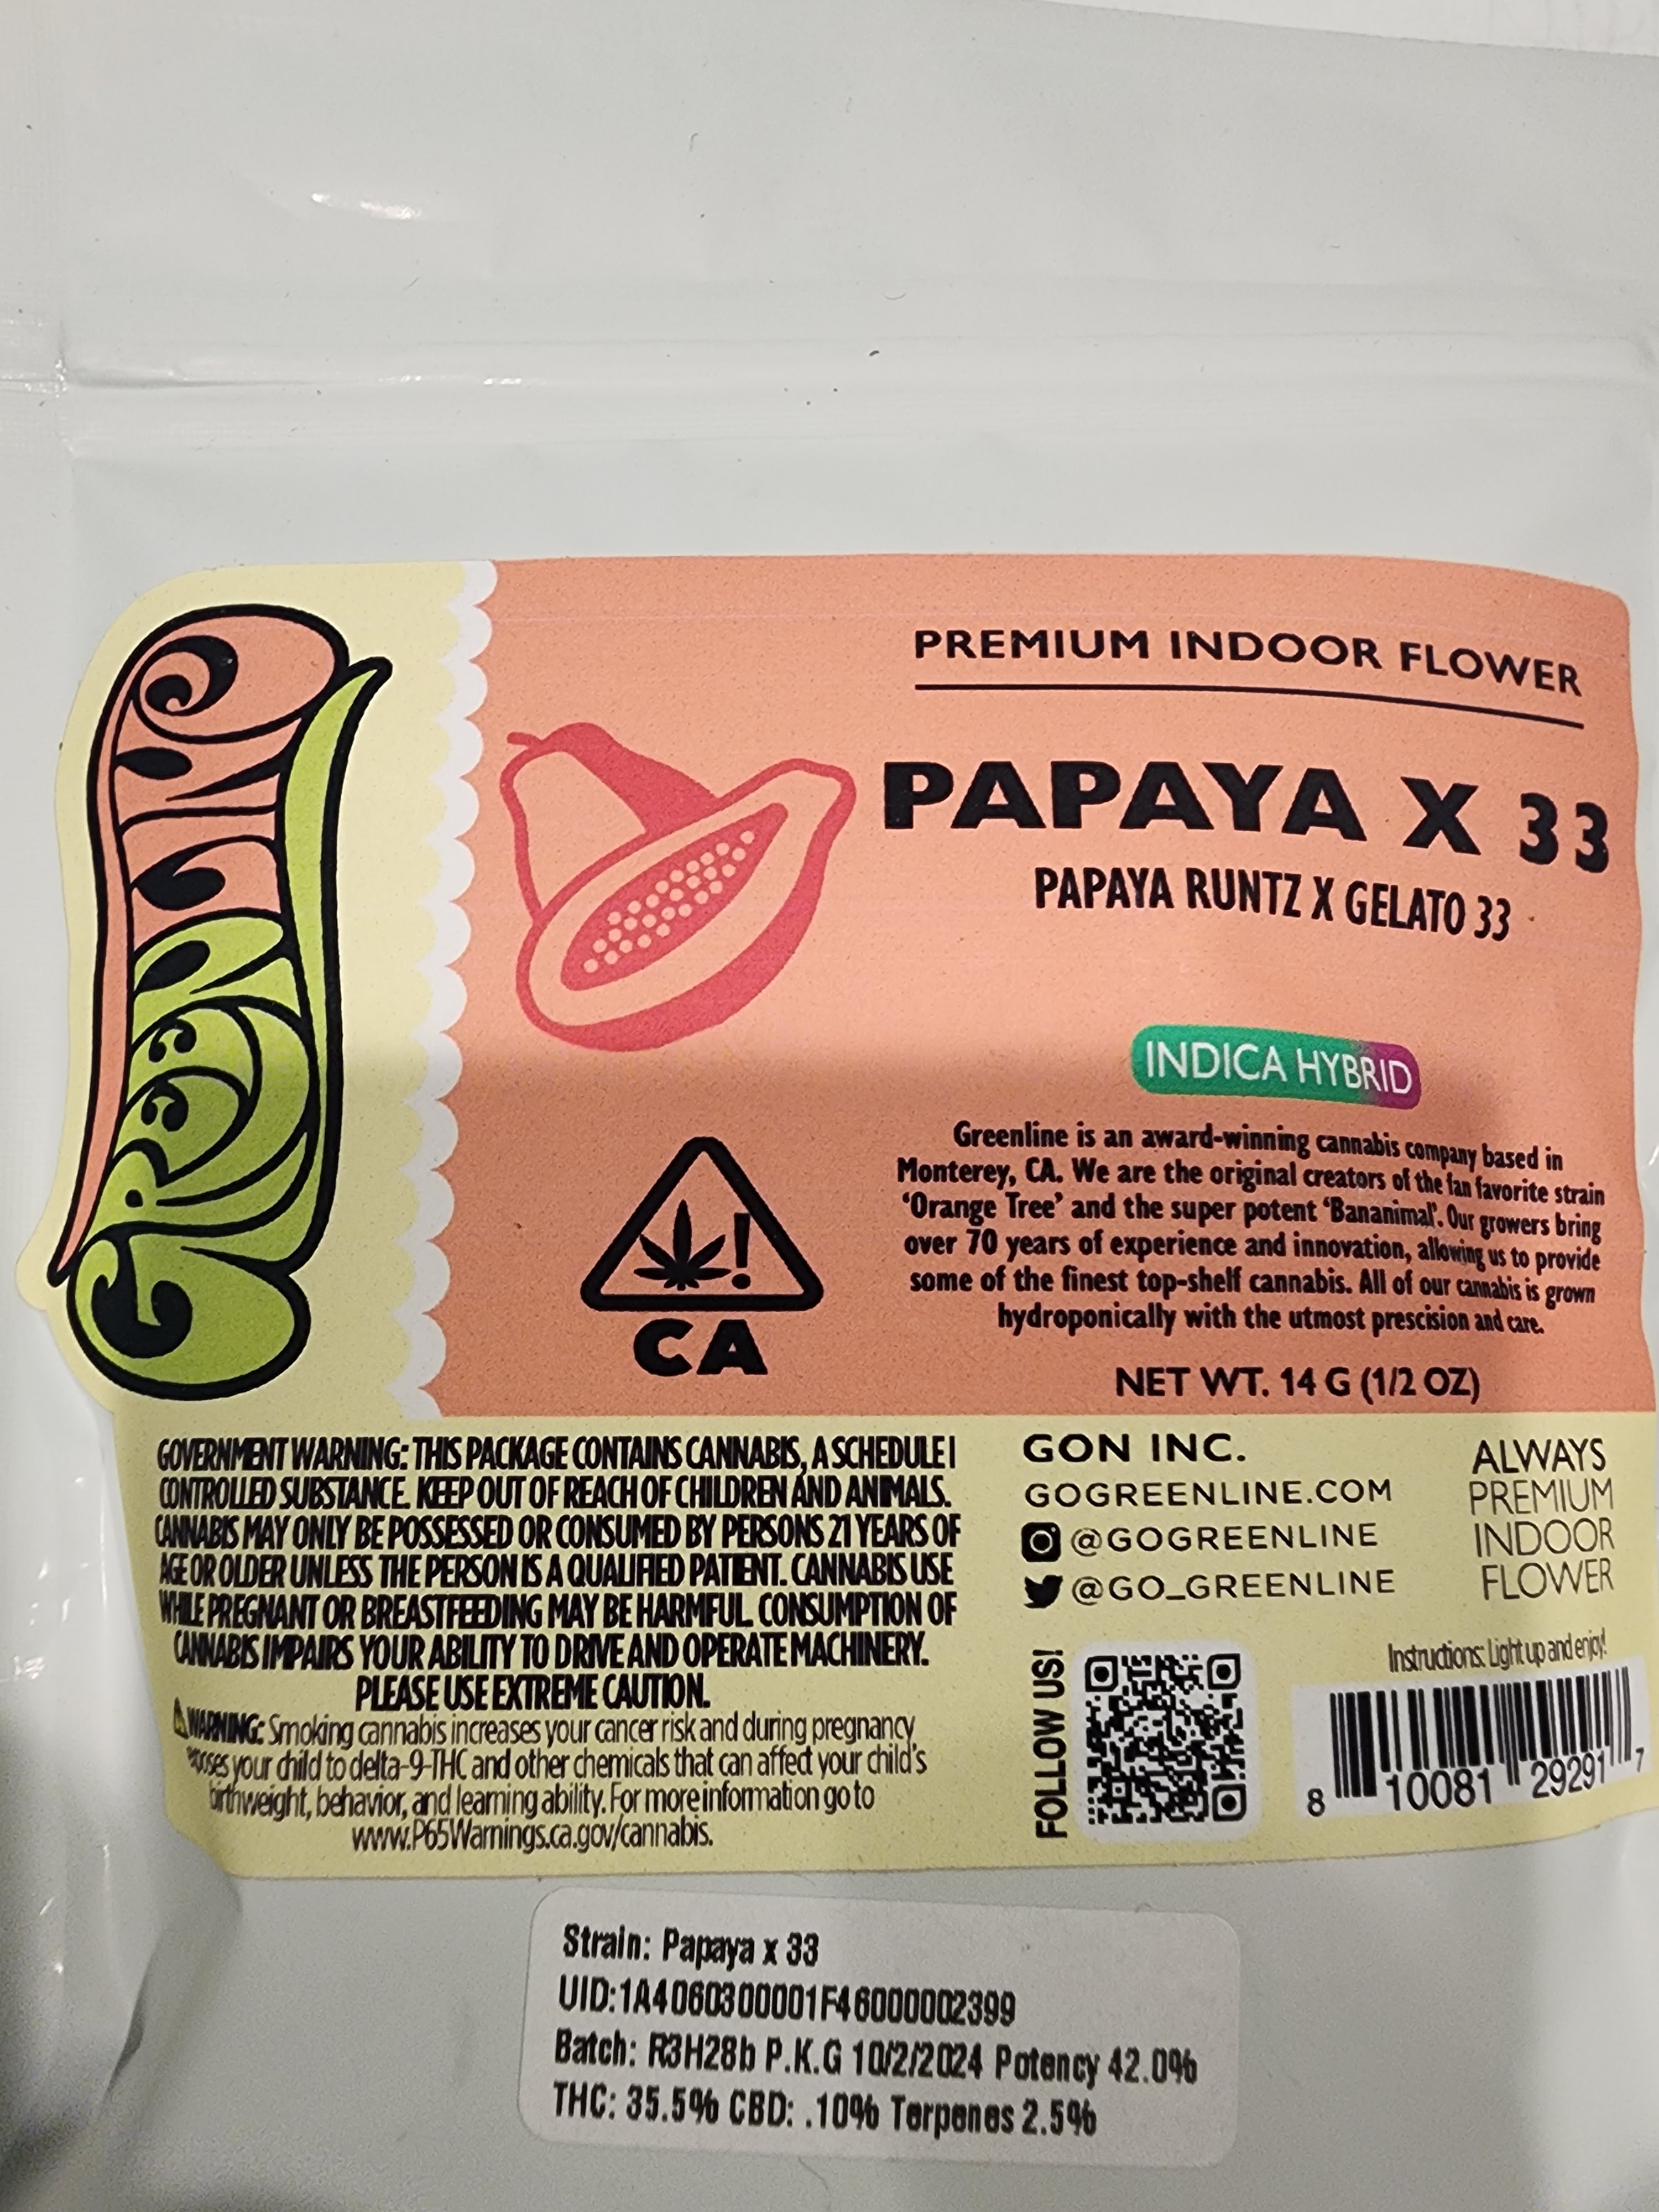 GREENLINE
PREMIUM INDOOR FLOWER
PAPAYA X 33
PAPAYA RUNTZ X GELATO 33
INDICA HYBRID
Greenline is an award-winning cannabis company based in
Monterey, CA. We are the original creators of the fan favorite strain
‘Orange Tree’ and the super potent ‘Bananimal’. Our growers bring
over 70 years of experience and innovation, allowing us to provide
some of the finest top-shelf cannabis. All of our cannabis is grown
hydroponically with the utmost prescision and care.
!
CA
NET WT. 14 G (1/2 OZ)
GOVERNMENT WARNING: THIS PACKAGE CONTAINS CANNABIS, A SCHEDULE I
CONTROLLED SUBSTANCE. KEEP OUT OF REACH OF CHILDREN AND ANIMALS.
CANNABIS MAY ONLY BE POSSESSED OR CONSUMED BY PERSONS 21 YEARS OF
AGE OR OLDER UNLESS THE PERSON IS A QUALIFIED PATIENT. CANNABIS USE
WHILE PREGNANT OR BREASTFEEDING MAY BE HARMFUL. CONSUMPTION OF
CANNABIS IMPAIRS YOUR ABILITY TO DRIVE AND OPERATE MACHINERY.
PLEASE USE EXTREME CAUTION.
WARNING: Smoking cannabis increases your cancer risk and during pregnancy
your child to delta-9-THC and other chemicals that can affect your child's
birthweight, behavior, and learning ability. For more information go to
www.P65Warnings.ca.gov/cannabis.
GON INC.
GOGREENLINE.COM
@GOGREENLINE
@GO_GREENLINE
ALWAYS
PREMIUM
INDOOR
FLOWER
FOLLOW US!
Instructions: Light up and enjoy!
8 10081 29291 7
Strain: Papaya x 33
UID:1A4060300001F46000002399
Batch: R3H28b P.K.G 10/2/2024 Potency 42.0%
THC: 35.5% CBD: .10% Terpenes 2.5%